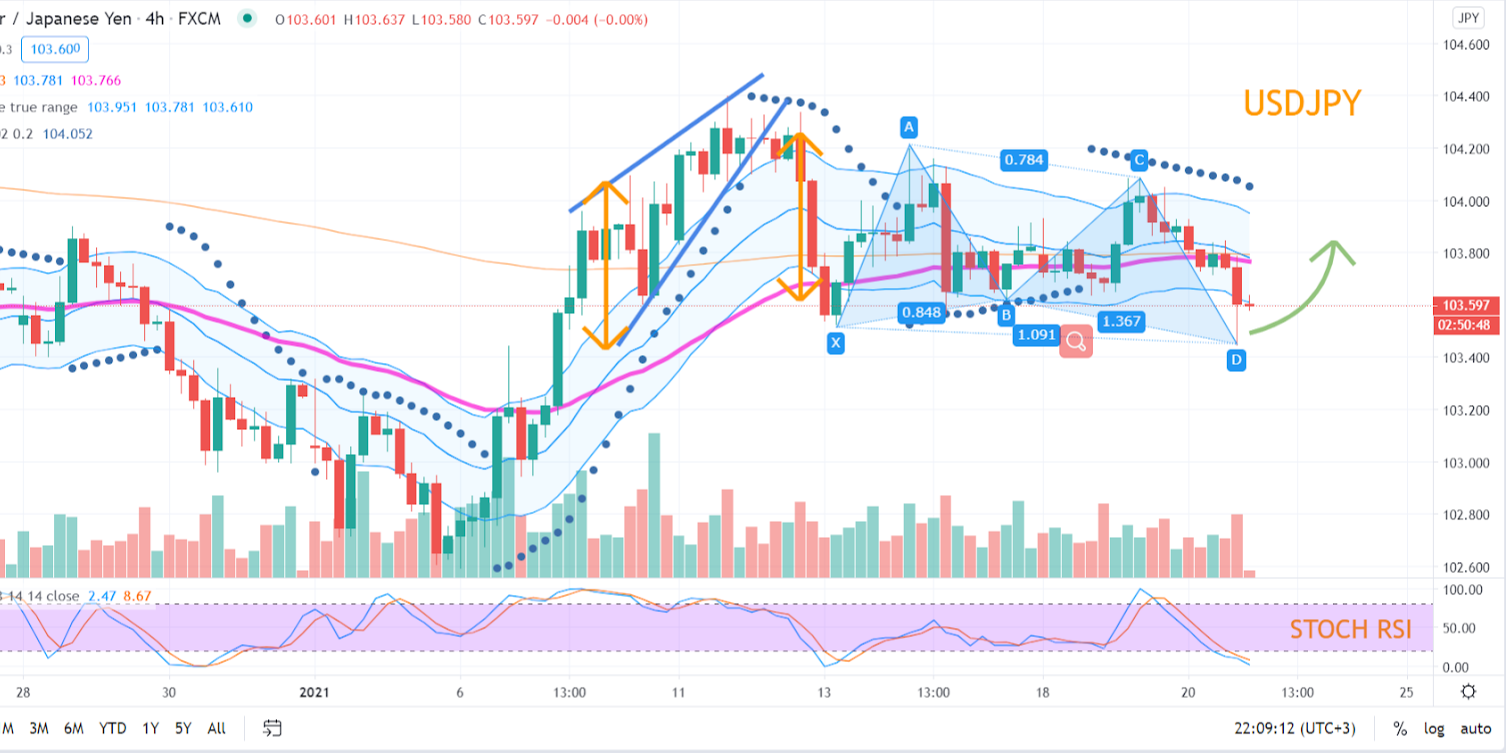 r / Japanese Yen · 4h · FXCM O103.601 H103.637 L103.580 C103.597 -0.004 (-0.00%)
JPY
0.3 103.600
3 103.781 103.766
e true range 103.951 103.781 103.610
02 0.2 104.052
USDJPY
104.600
104.400
104.200
104.000
103.800
103.597
02:50:48
103.400
103.200
103.000
102.800
102.600
A
0.784
C
0.848
B
1.091
1.367
X
D
14 14 close 2.47 8.67
STOCH RSI
100.00
50.00
0.00
28 30 2021 6 13:00 11 13 13:00 18 20 13:00 25
M 3M 6M YTD 1Y 5Y All 22:09:12 (UTC+3) % log auto